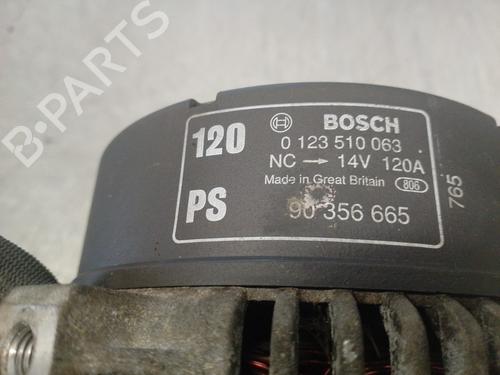 B-PARTS
120
BOSCH
0 123 510 063
NC → 14V 120A
Made in Great Britain 806
PS
90 356 665
765